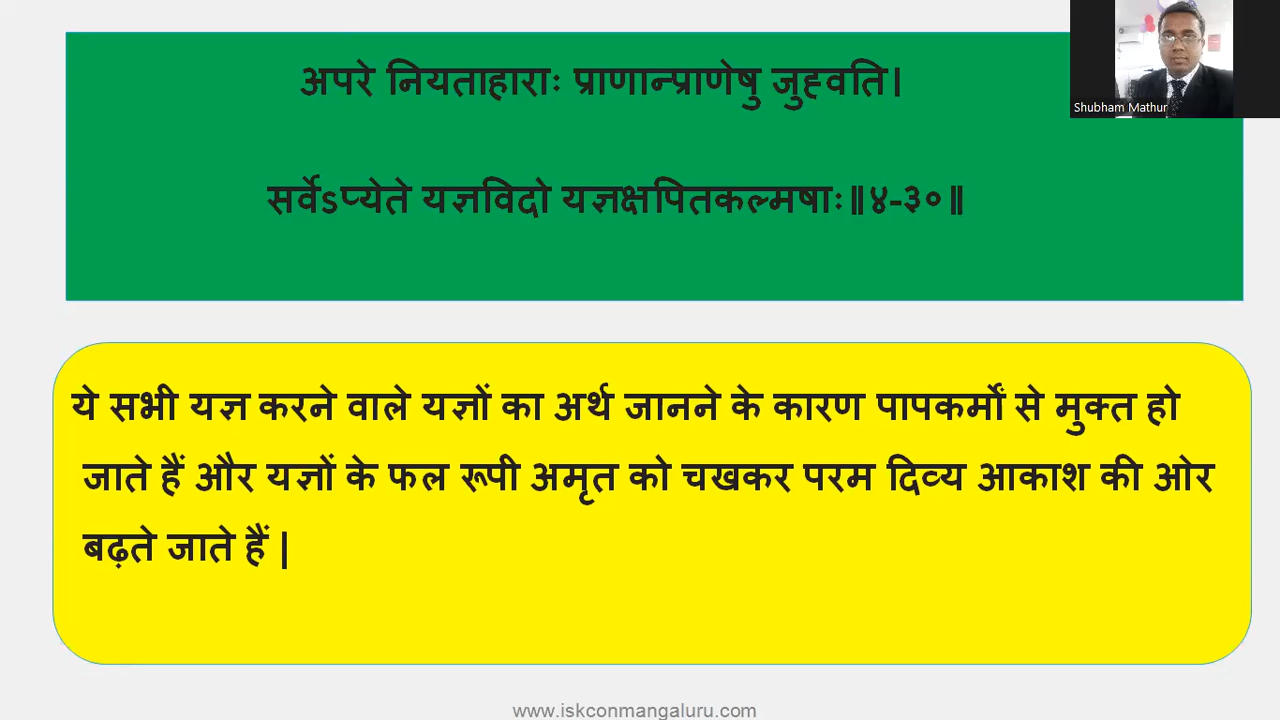 अपरे नियताहाराः प्राणान्प्राणेषु जुह्वति।
Shubham Mathur
सर्वेऽप्येते यज्ञविदो यज्ञक्षपितकल्मषाः॥४-३०॥
ये सभी यज्ञ करने वाले यज्ञों का अर्थ जानने के कारण पापकर्मों से मुक्त हो
जाते हैं और यज्ञों के फल रूपी अमृत को चखकर परम दिव्य आकाश की ओर
बढ़ते जाते हैं |
www.iskconmangaluru.com